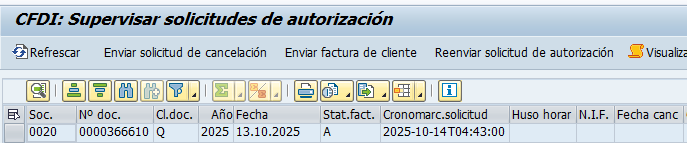 CFDI: Supervisar solicitudes de autorización
Refrescar Enviar solicitud de cancelación Enviar factura de cliente Reenviar solicitud de autorización Visualiza
Soc. Nº doc. Cl.doc. Año Fecha Stat.fact. Cronomarc.solicitud Huso horar N.I.F. Fecha canc
0020 0000366610 Q 2025 13.10.2025 A 2025-10-14T04:43:00